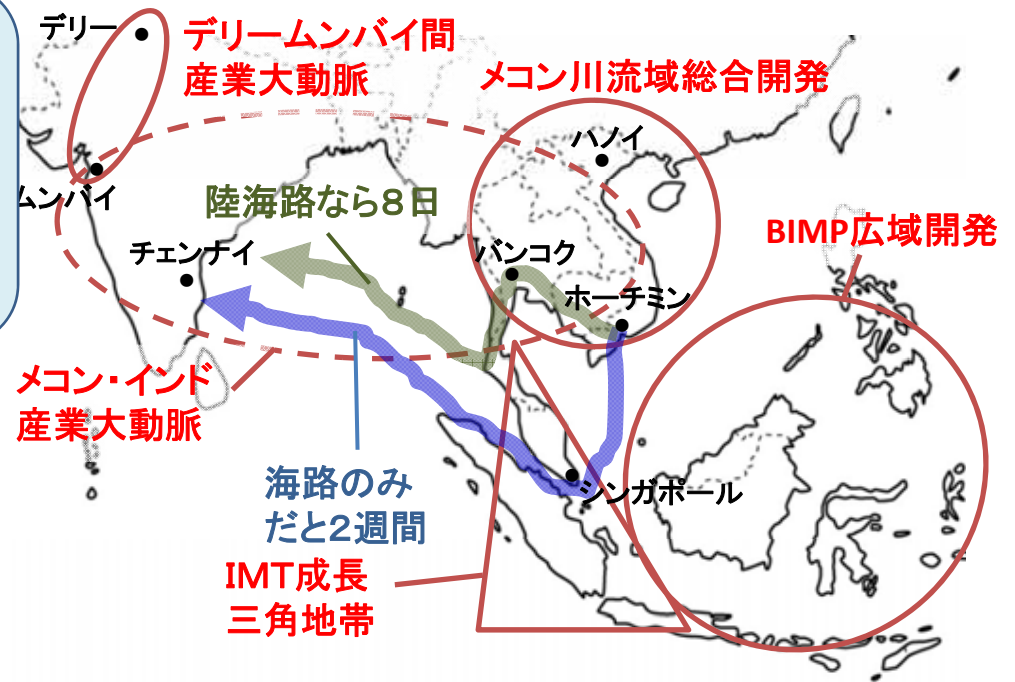 デリー
デリームンバイ間
産業大動脈
メコン川流域総合開発
ハノイ
ムンバイ
陸海路なら８日
BIMP広域開発
チェンナイ
バンコク
ホーチミン
メコン・インド
産業大動脈
海路のみ
だと２週間
シンガポール
IMT成長
三角地帯